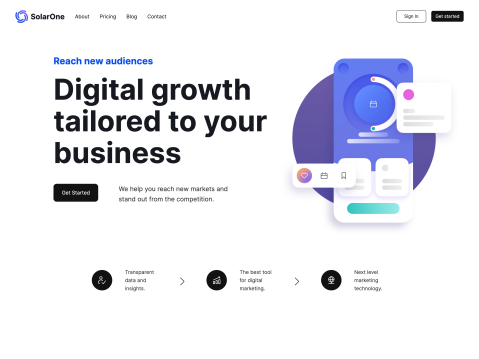 SolarOne
About
Pricing
Blog
Contact
Sign in
Get started
Reach new audiences
Digital growth
tailored to your
business
Get Started
We help you reach new markets and
stand out from the competition.
Transparent
data and
insights.
The best tool
for digital
marketing.
Next level
marketing
technology.